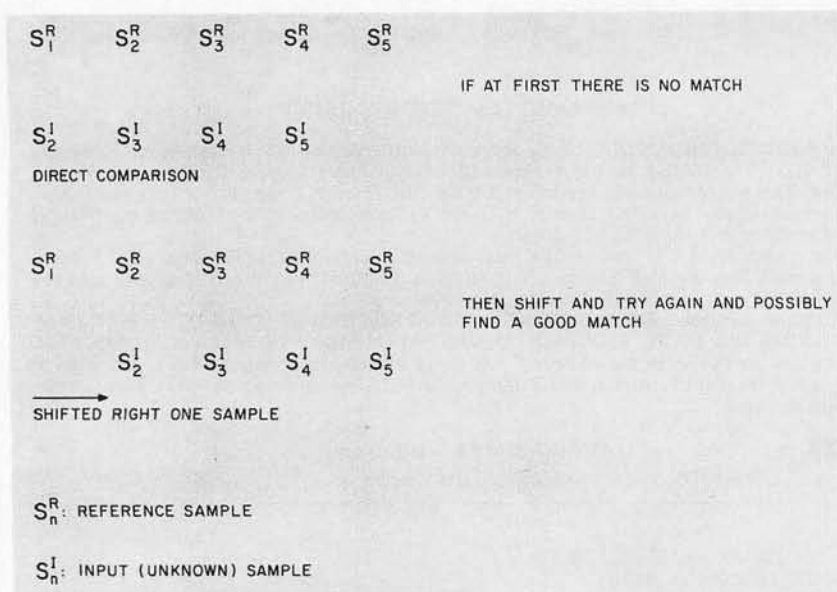 S₁ᴿ S₂ᴿ S₃ᴿ S₄ᴿ S₅ᴿ
IF AT FIRST THERE IS NO MATCH
S₂ᴵ S₃ᴵ S₄ᴵ S₅ᴵ
DIRECT COMPARISON
S₁ᴿ S₂ᴿ S₃ᴿ S₄ᴿ S₅ᴿ
THEN SHIFT AND TRY AGAIN AND POSSIBLY
FIND A GOOD MATCH
S₂ᴵ S₃ᴵ S₄ᴵ S₅ᴵ
SHIFTED RIGHT ONE SAMPLE
Sₙᴿ: REFERENCE SAMPLE
Sₙᴵ: INPUT (UNKNOWN) SAMPLE